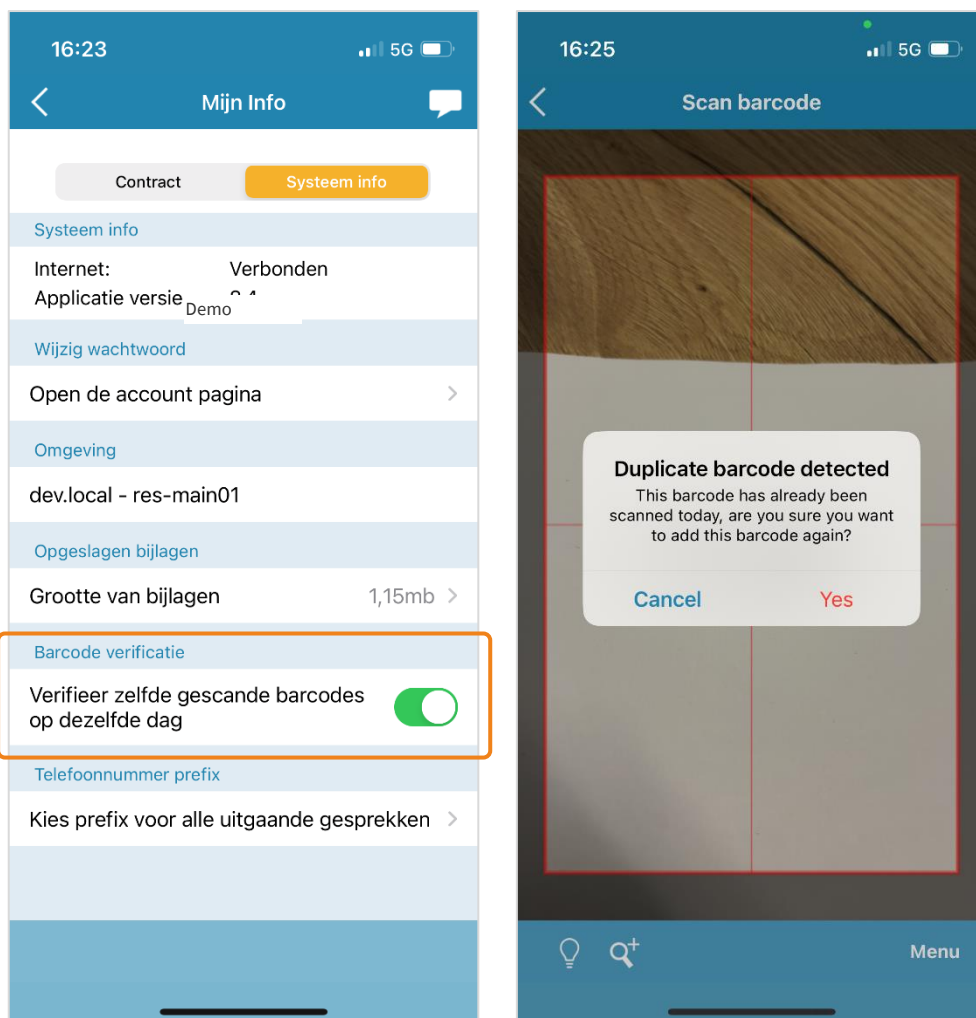 16:23
5G
Mijn Info
Contract
Systeem info
Systeem info
Internet: Verbonden
Applicatie versie
Demo
Wijzig wachtwoord
Open de account pagina
Omgeving
dev.local - res-main01
Opgeslagen bijlagen
Grootte van bijlagen 1,15mb
Barcode verificatie
Verifieer zelfde gescande barcodes
op dezelfde dag
Telefoonnummer prefix
Kies prefix voor alle uitgaande gesprekken
16:25
5G
Scan barcode
Duplicate barcode detected
This barcode has already been
scanned today, are you sure you want
to add this barcode again?
Cancel
Yes
Menu